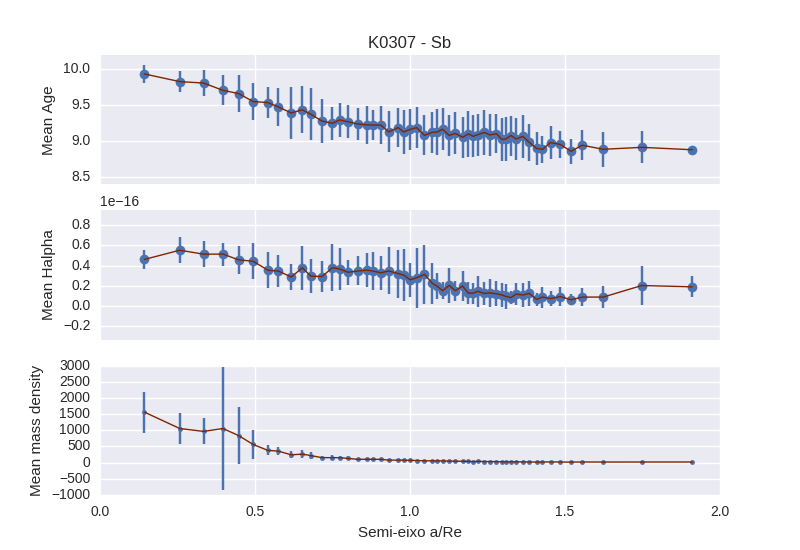 K0307 - Sb
10.0
9.5
9.0
8.5
Mean Age
1e−16
0.8
0.6
0.4
0.2
0.0
−0.2
Mean Halpha
3000
2500
2000
1500
1000
500
0
−500
−1000
Mean mass density
0.0 0.5 1.0 1.5 2.0
Semi-eixo a/Re